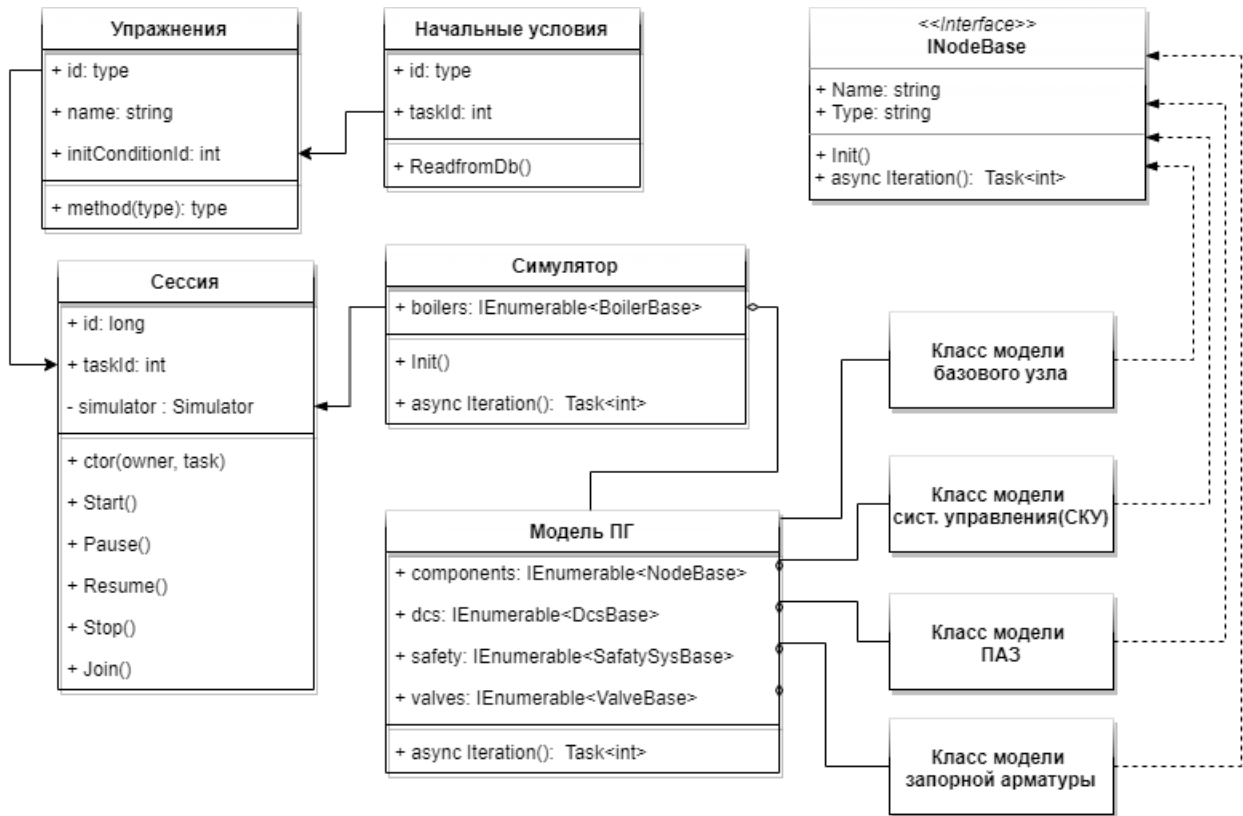 Упражнения
+ id: type
+ name: string
+ initConditionId: int
+ method(type): type
Начальные условия
+ id: type
+ taskId: int
+ ReadfromDb()
<<Interface>>
INodeBase
+ Name: string
+ Type: string
+ Init()
+ async Iteration(): Task<int>
Сессия
+ id: long
+ taskId: int
- simulator : Simulator
+ ctor(owner, task)
+ Start()
+ Pause()
+ Resume()
+ Stop()
+ Join()
Симулятор
+ boilers: IEnumerable<BoilerBase>
+ Init()
+ async Iteration(): Task<int>
Модель ПГ
+ components: IEnumerable<NodeBase>
+ dcs: IEnumerable<DcsBase>
+ safety: IEnumerable<SafatySysBase>
+ valves: IEnumerable<ValveBase>
+ async Iteration(): Task<int>
Класс модели
базового узла
Класс модели
сист. управления(СКУ)
Класс модели
ПАЗ
Класс модели
запорной арматуры